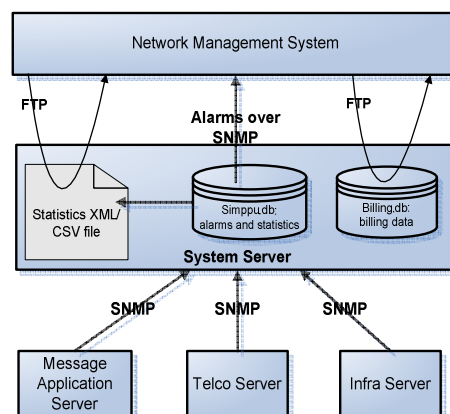 Network Management System
FTP
FTP
Alarms over
SNMP
Statistics XML/
CSV file
Simppu.db:
alarms and statistics
Billing.db:
billing data
System Server
SNMP
SNMP
SNMP
Message
Application
Server
Telco Server
Infra Server